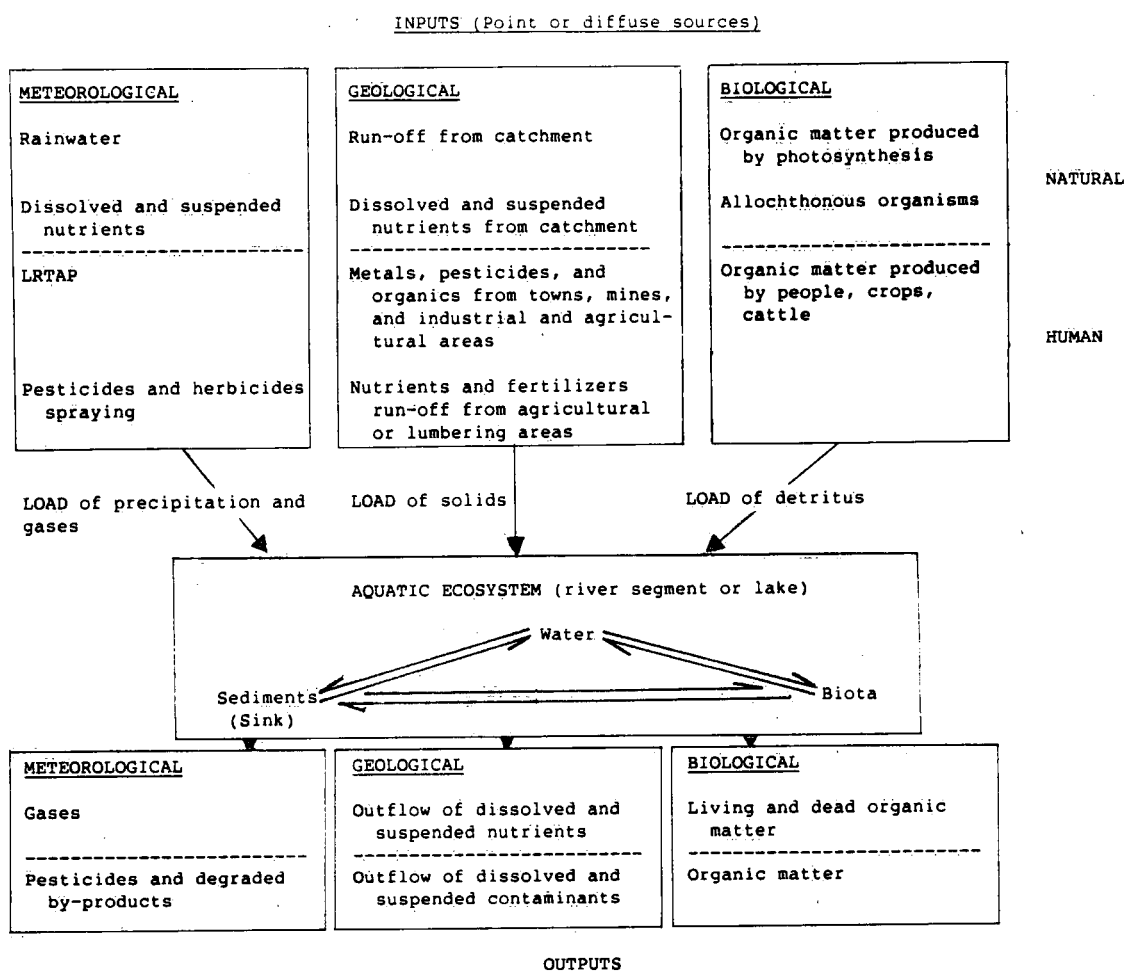 INPUTS (Point or diffuse sources)
METEOROLOGICAL
Rainwater
Dissolved and suspended
nutrients
LRTAP
Pesticides and herbicides
spraying
GEOLOGICAL
Run-off from catchment
Dissolved and suspended
nutrients from catchment
Metals, pesticides, and
organics from towns, mines,
and industrial and agricul-
tural areas
Nutrients and fertilizers
run-off from agricultural
or lumbering areas
BIOLOGICAL
Organic matter produced
by photosynthesis
Allochthonous organisms
Organic matter produced
by people, crops,
cattle
NATURAL
HUMAN
LOAD of precipitation and
gases
LOAD of solids
LOAD of detritus
AQUATIC ECOSYSTEM (river segment or lake)
Water
Sediments
(Sink)
Biota
METEOROLOGICAL
Gases
Pesticides and degraded
by-products
GEOLOGICAL
Outflow of dissolved and
suspended nutrients
Outflow of dissolved and
suspended contaminants
BIOLOGICAL
Living and dead organic
matter
Organic matter
OUTPUTS